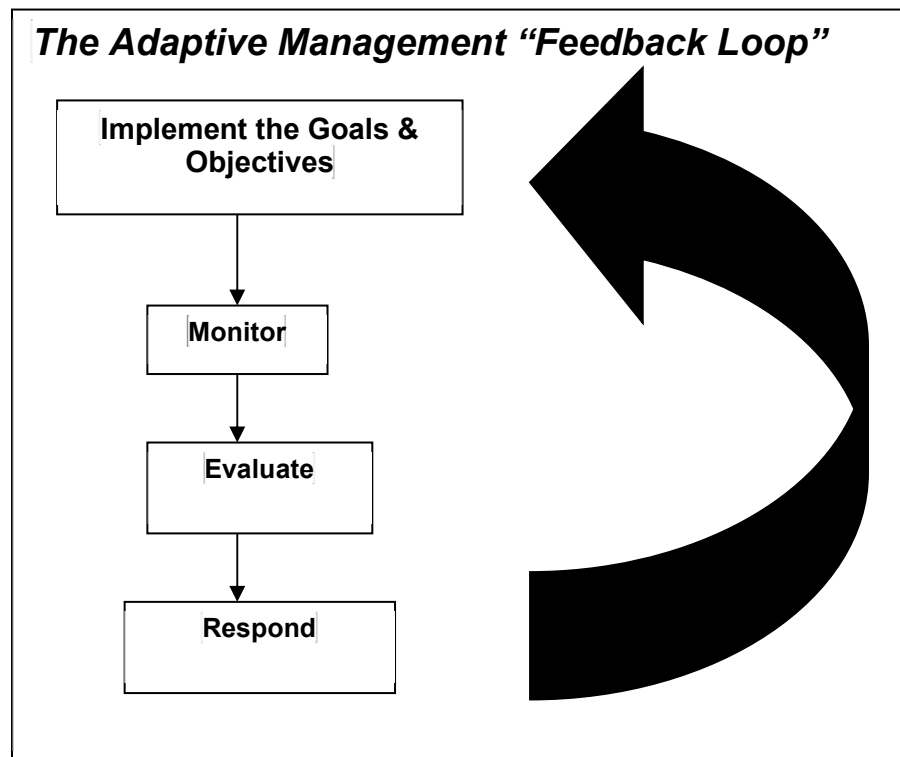 The Adaptive Management “Feedback Loop”
Implement the Goals &
Objectives
Monitor
Evaluate
Respond